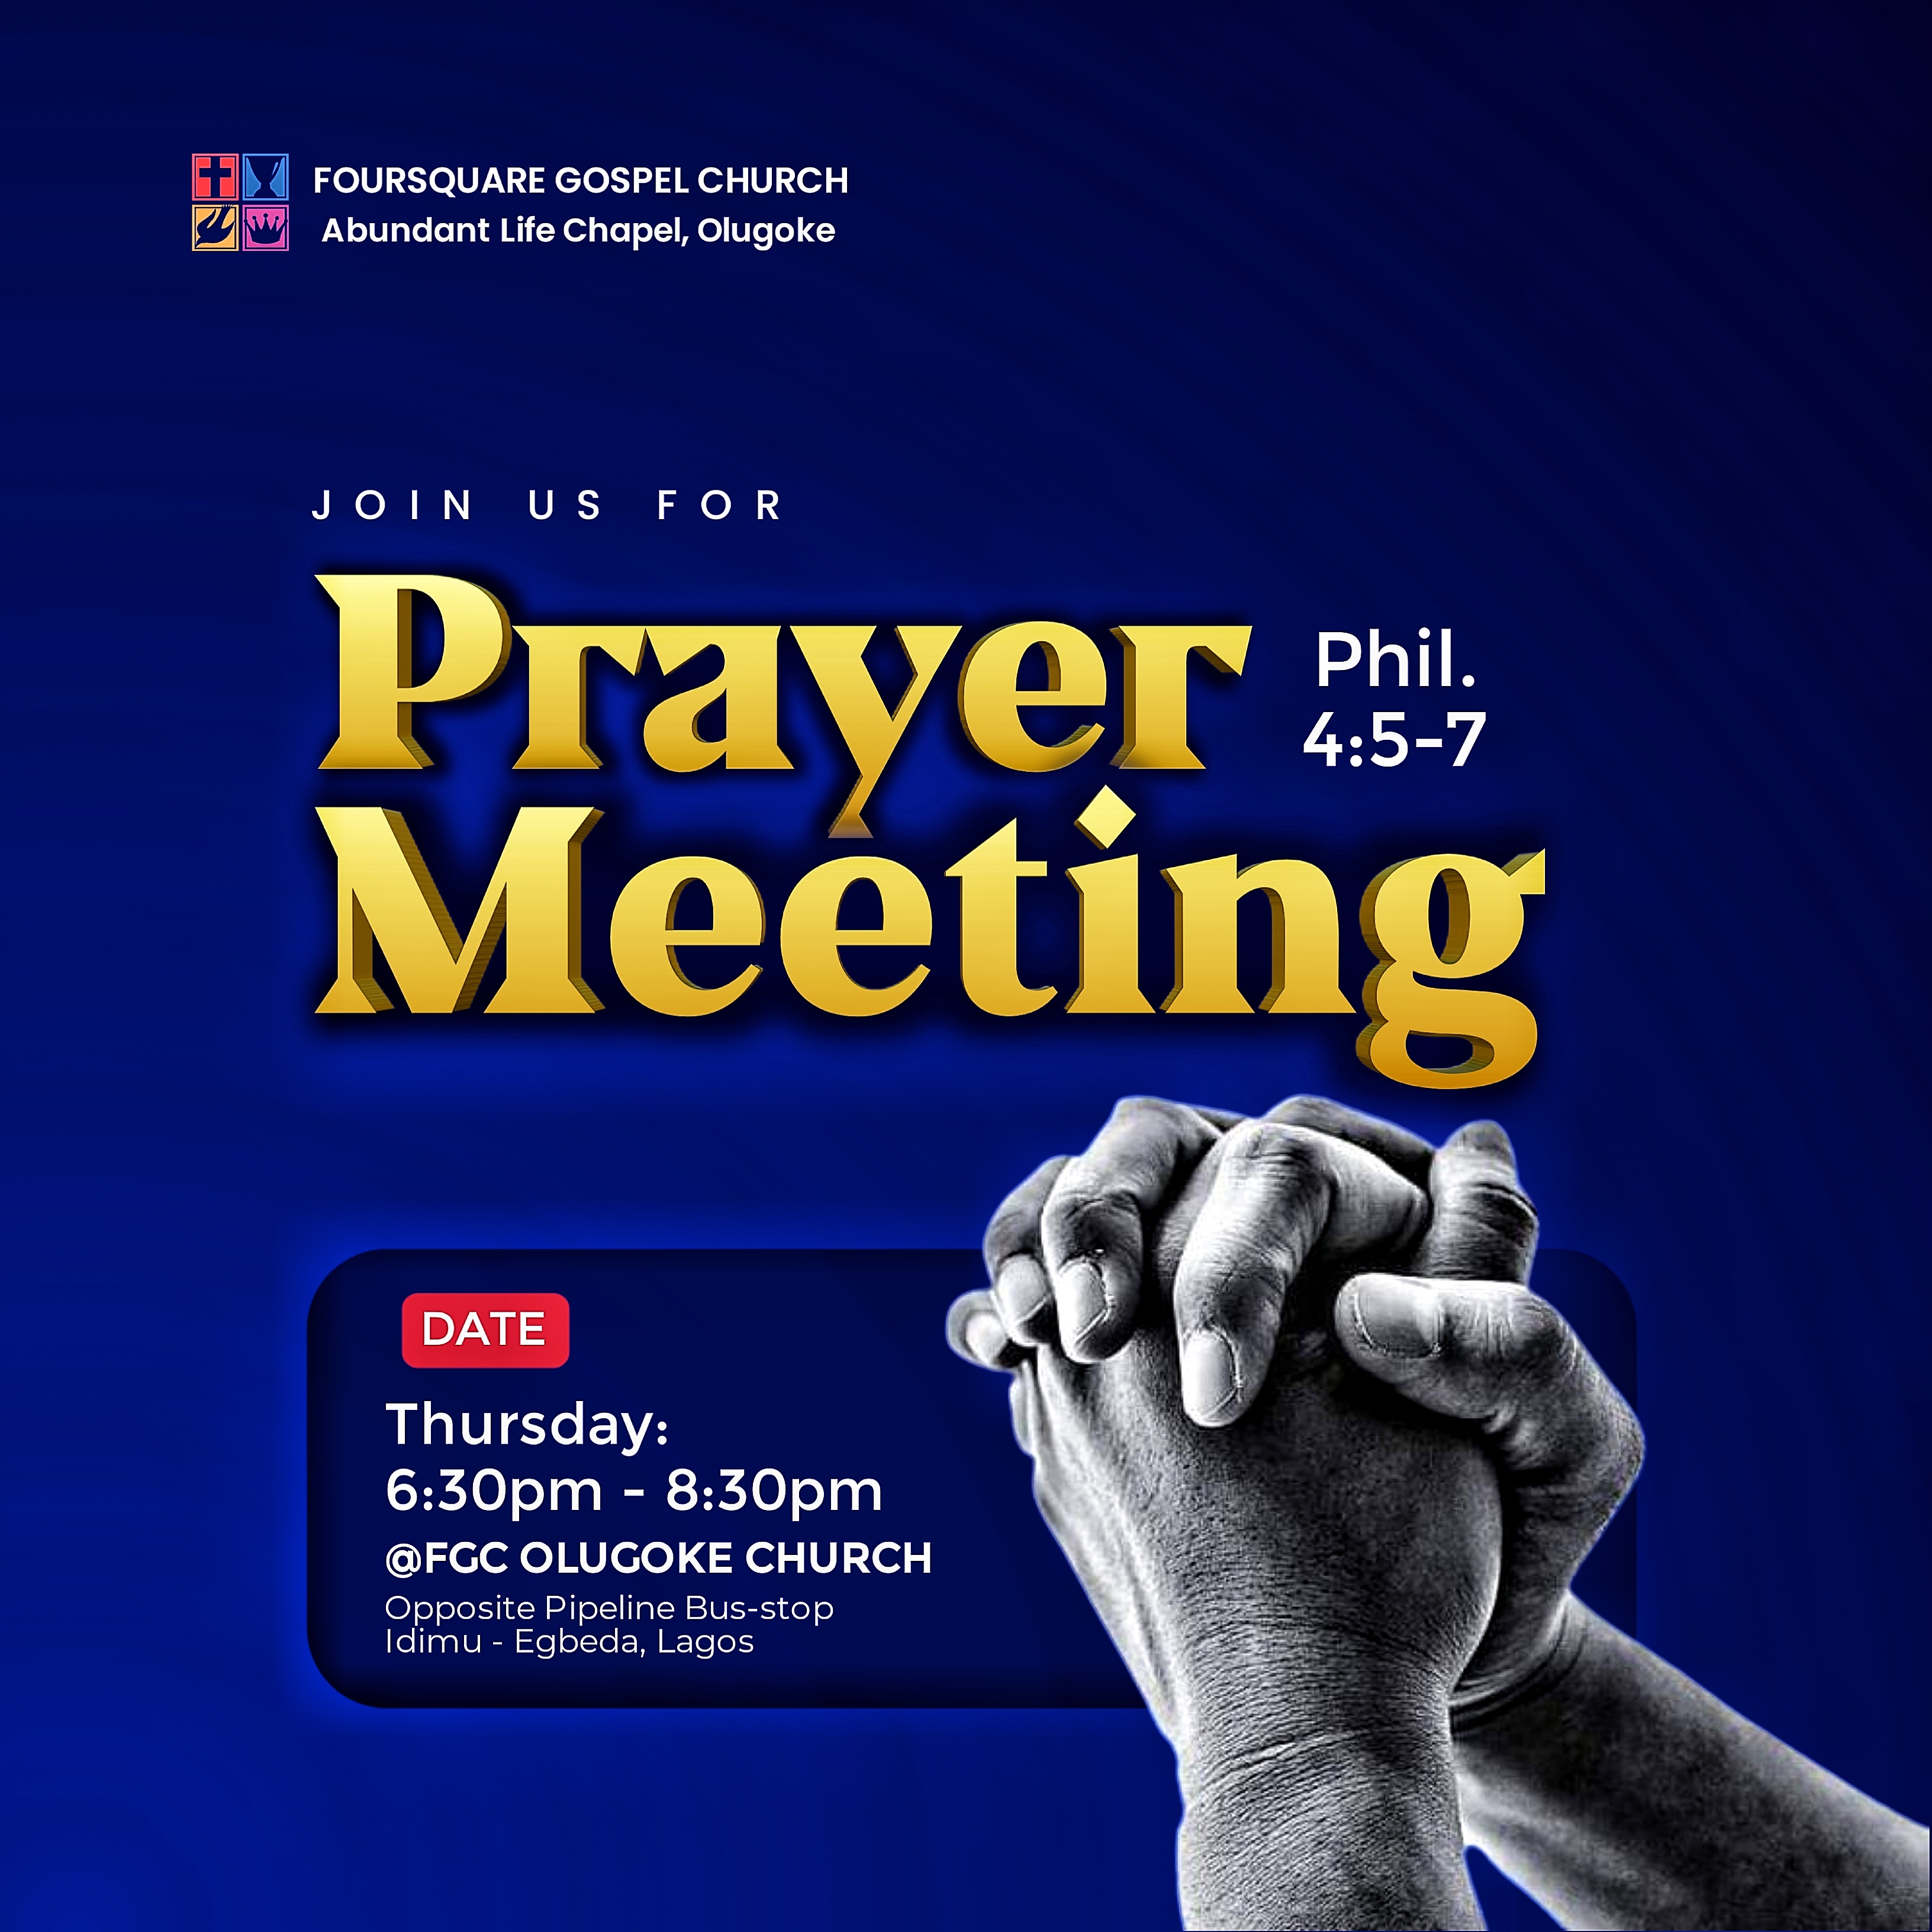 FOURSQUARE GOSPEL CHURCH
Abundant Life Chapel, Olugoke
JOIN US FOR
Prayer
Meeting
Phil.
4:5-7
DATE
Thursday:
6:30pm - 8:30pm
@FGC OLUGOKE CHURCH
Opposite Pipeline Bus-stop
Idimu - Egbeda, Lagos